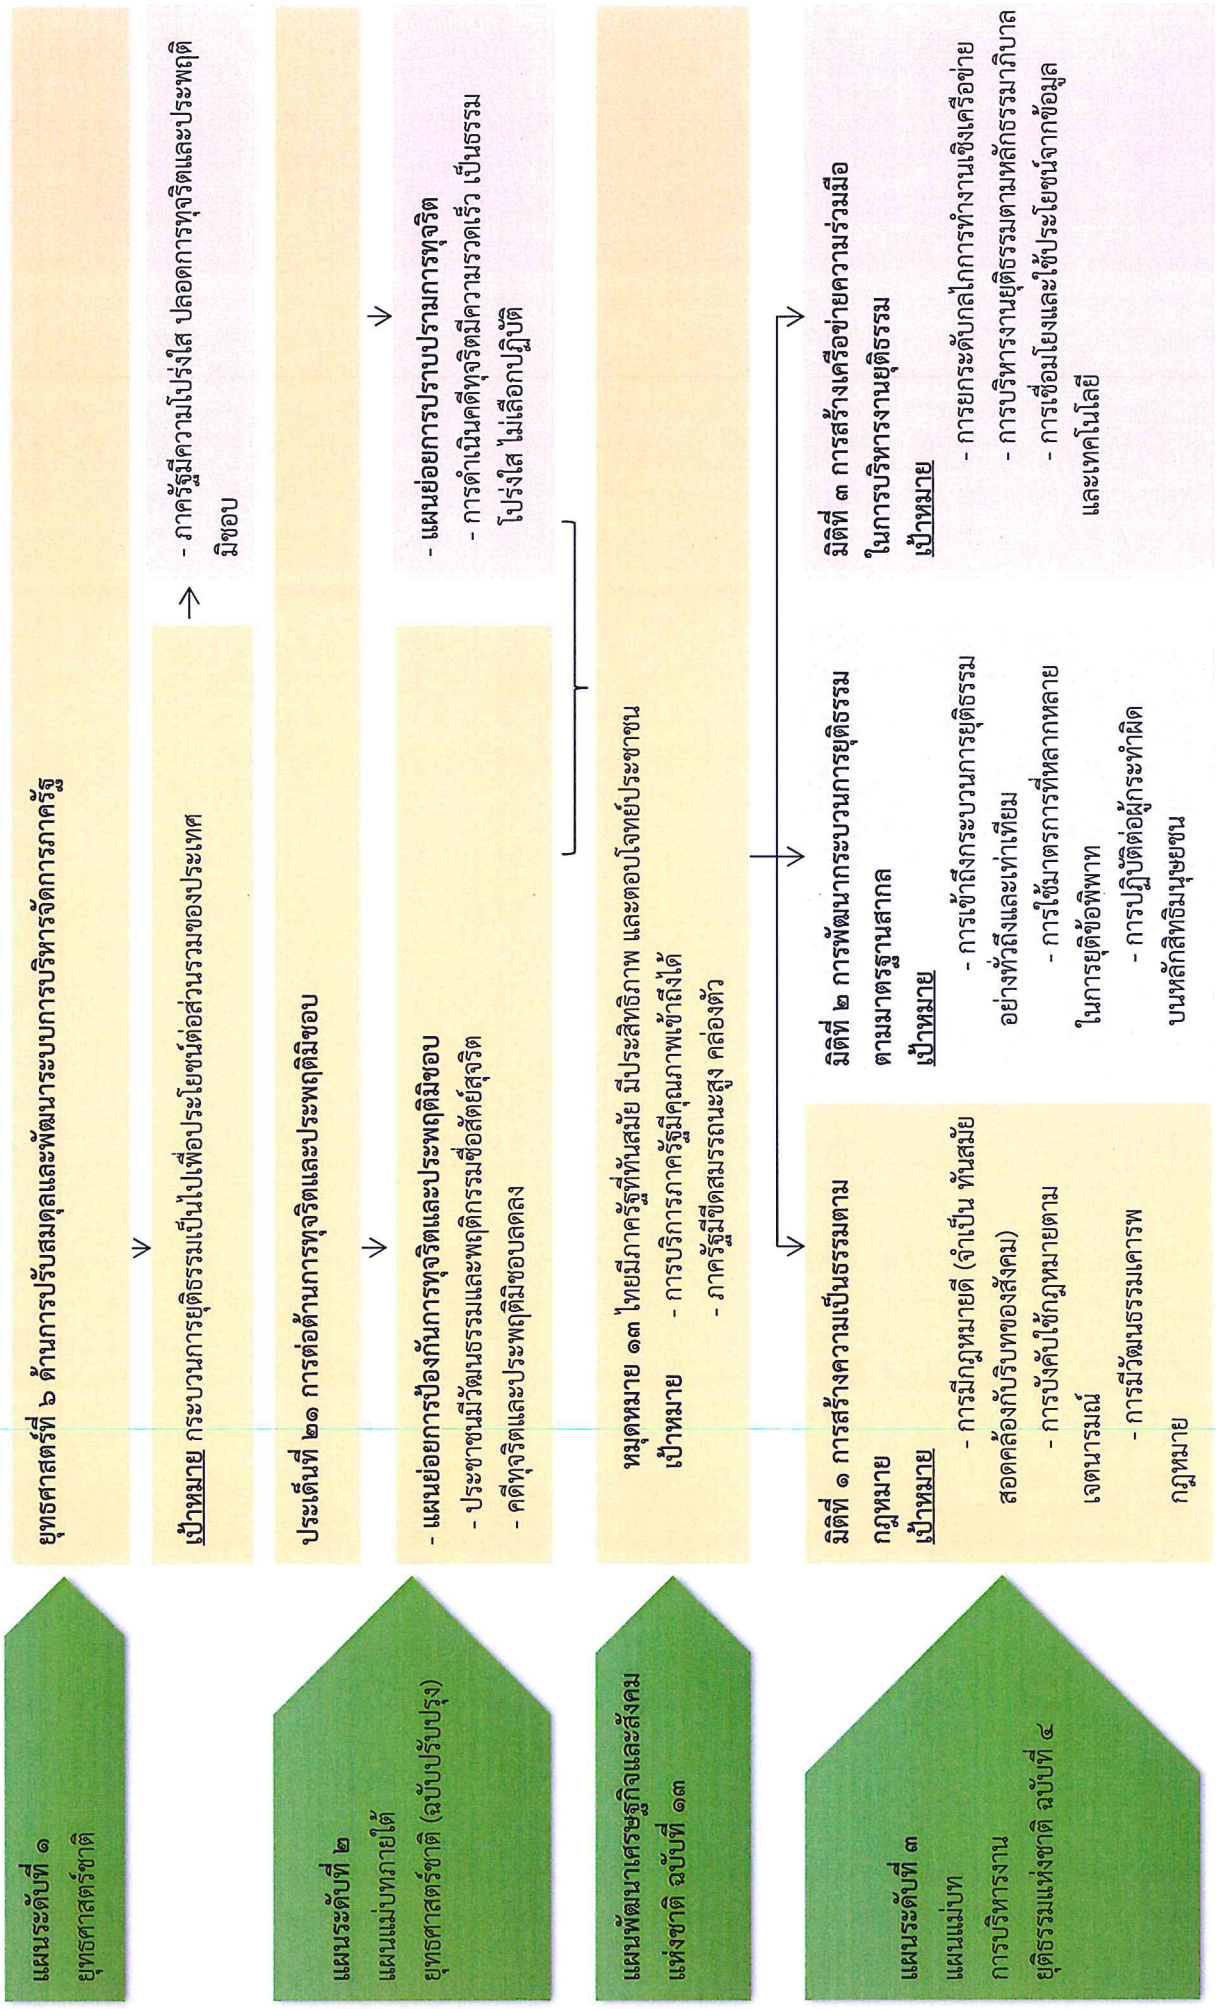 แผนระดับที่ ๑
ยุทธศาสตร์ชาติ
ยุทธศาสตร์ที่ ๖ ด้านการปรับสมดุลและพัฒนาระบบการบริหารจัดการภาครัฐ
เป้าหมาย กระบวนการยุติธรรมเป็นไปเพื่อประโยชน์ต่อส่วนรวมของประเทศ
- ภาครัฐมีความโปร่งใส ปลอดการทุจริตและประพฤติ
มิชอบ
แผนระดับที่ ๒
แผนแม่บทภายใต้
ยุทธศาสตร์ชาติ (ฉบับปรับปรุง)
ประเด็นที่ ๒๑ การต่อต้านการทุจริตและประพฤติมิชอบ
- แผนย่อยการป้องกันการทุจริตและประพฤติมิชอบ
- ประชาชนมีวัฒนธรรมและพฤติกรรมซื่อสัตย์สุจริต
- คดีทุจริตและประพฤติมิชอบลดลง
- แผนย่อยการปราบปรามการทุจริต
- การดำเนินคดีทุจริตมีความรวดเร็ว เป็นธรรม
โปร่งใส ไม่เลือกปฏิบัติ
แผนพัฒนาเศรษฐกิจและสังคม
แห่งชาติ ฉบับที่ ๑๓
หมุดหมาย ๑๓ ไทยมีภาครัฐที่ทันสมัย มีประสิทธิภาพ และตอบโจทย์ประชาชน
เป้าหมาย - การบริการภาครัฐมีคุณภาพเข้าถึงได้
- ภาครัฐมีขีดสมรรถนะสูง คล่องตัว
แผนระดับที่ ๓
แผนแม่บท
การบริหารงาน
ยุติธรรมแห่งชาติ ฉบับที่ ๔
มิติที่ ๑ การสร้างความเป็นธรรมตาม
กฎหมาย
เป้าหมาย
- การมีกฎหมายดี (จำเป็น ทันสมัย
สอดคล้องกับบริบทของสังคม)
- การบังคับใช้กฎหมายตาม
เจตนารมณ์
- การมีวัฒนธรรมเคารพ
กฎหมาย
มิติที่ ๒ การพัฒนากระบวนการยุติธรรม
ตามมาตรฐานสากล
เป้าหมาย
- การเข้าถึงกระบวนการยุติธรรม
อย่างทั่วถึงและเท่าเทียม
- การใช้มาตรการที่หลากหลาย
ในการยุติข้อพิพาท
- การปฏิบัติต่อผู้กระทำผิด
บนหลักสิทธิมนุษยชน
มิติที่ ๓ การสร้างเครือข่ายความร่วมมือ
ในการบริหารงานยุติธรรม
เป้าหมาย
- การยกระดับกลไกการทำงานเชิงเครือข่าย
- การบริหารงานยุติธรรมตามหลักธรรมาภิบาล
- การเชื่อมโยงและใช้ประโยชน์จากข้อมูล
และเทคโนโลยี